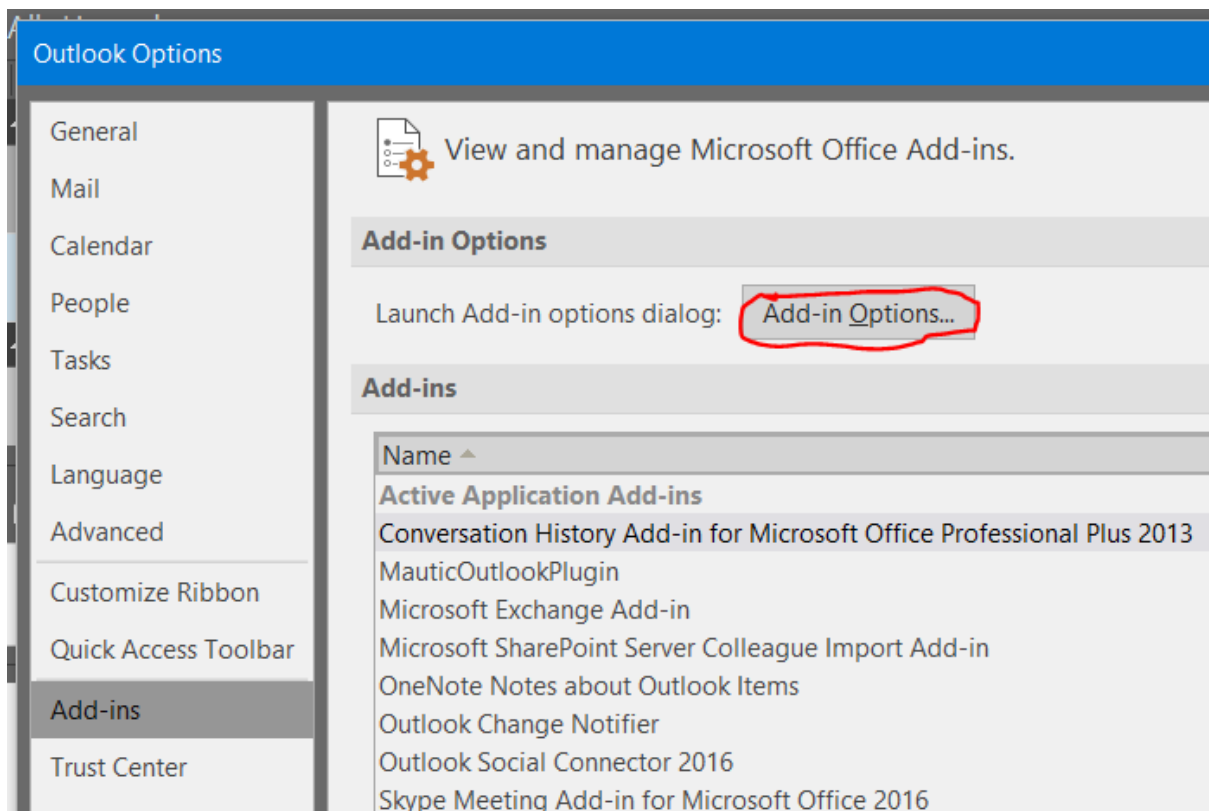 Outlook Options
General
Mail
Calendar
People
Tasks
Search
Language
Advanced
Customize Ribbon
Quick Access Toolbar
Add-ins
Trust Center
View and manage Microsoft Office Add-ins.
Add-in Options
Launch Add-in options dialog: Add-in Options...
Add-ins
Name
Active Application Add-ins
Conversation History Add-in for Microsoft Office Professional Plus 2013
MauticOutlookPlugin
Microsoft Exchange Add-in
Microsoft SharePoint Server Colleague Import Add-in
OneNote Notes about Outlook Items
Outlook Change Notifier
Outlook Social Connector 2016
Skype Meeting Add-in for Microsoft Office 2016